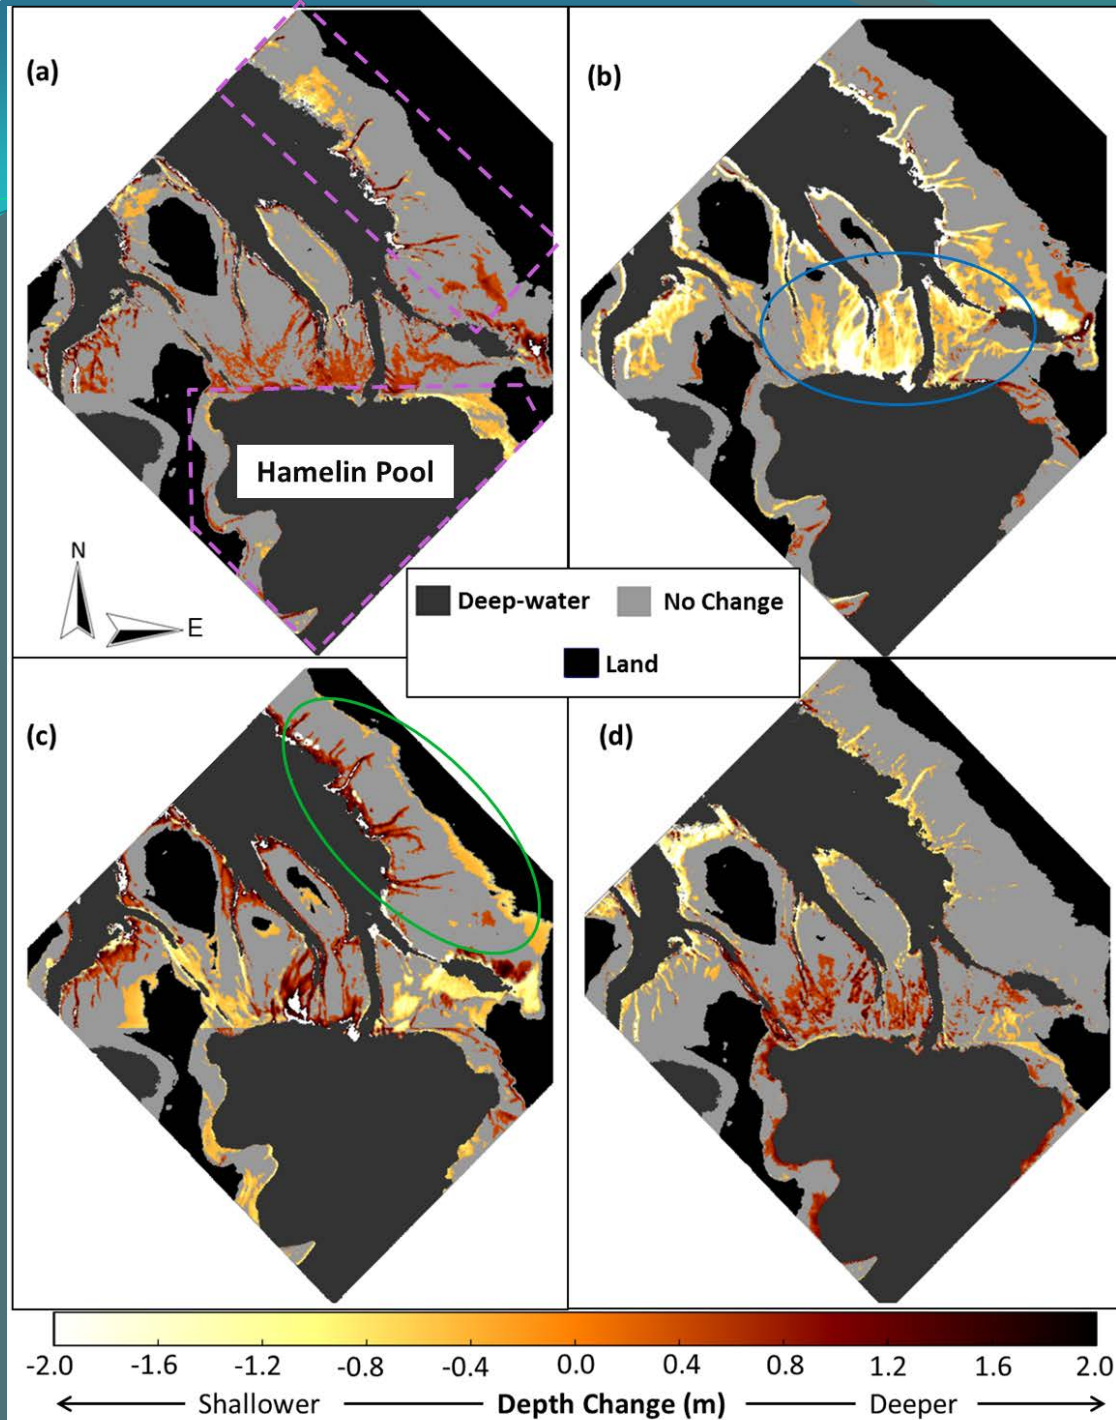 (a)
(b)
Hamelin Pool
N
E
Deep-water No Change
Land
(c)
(d)
-2.0 -1.6 -1.2 -0.8 -0.4 0.0 0.4 0.8 1.2 1.6 2.0
Shallower Depth Change (m) Deeper